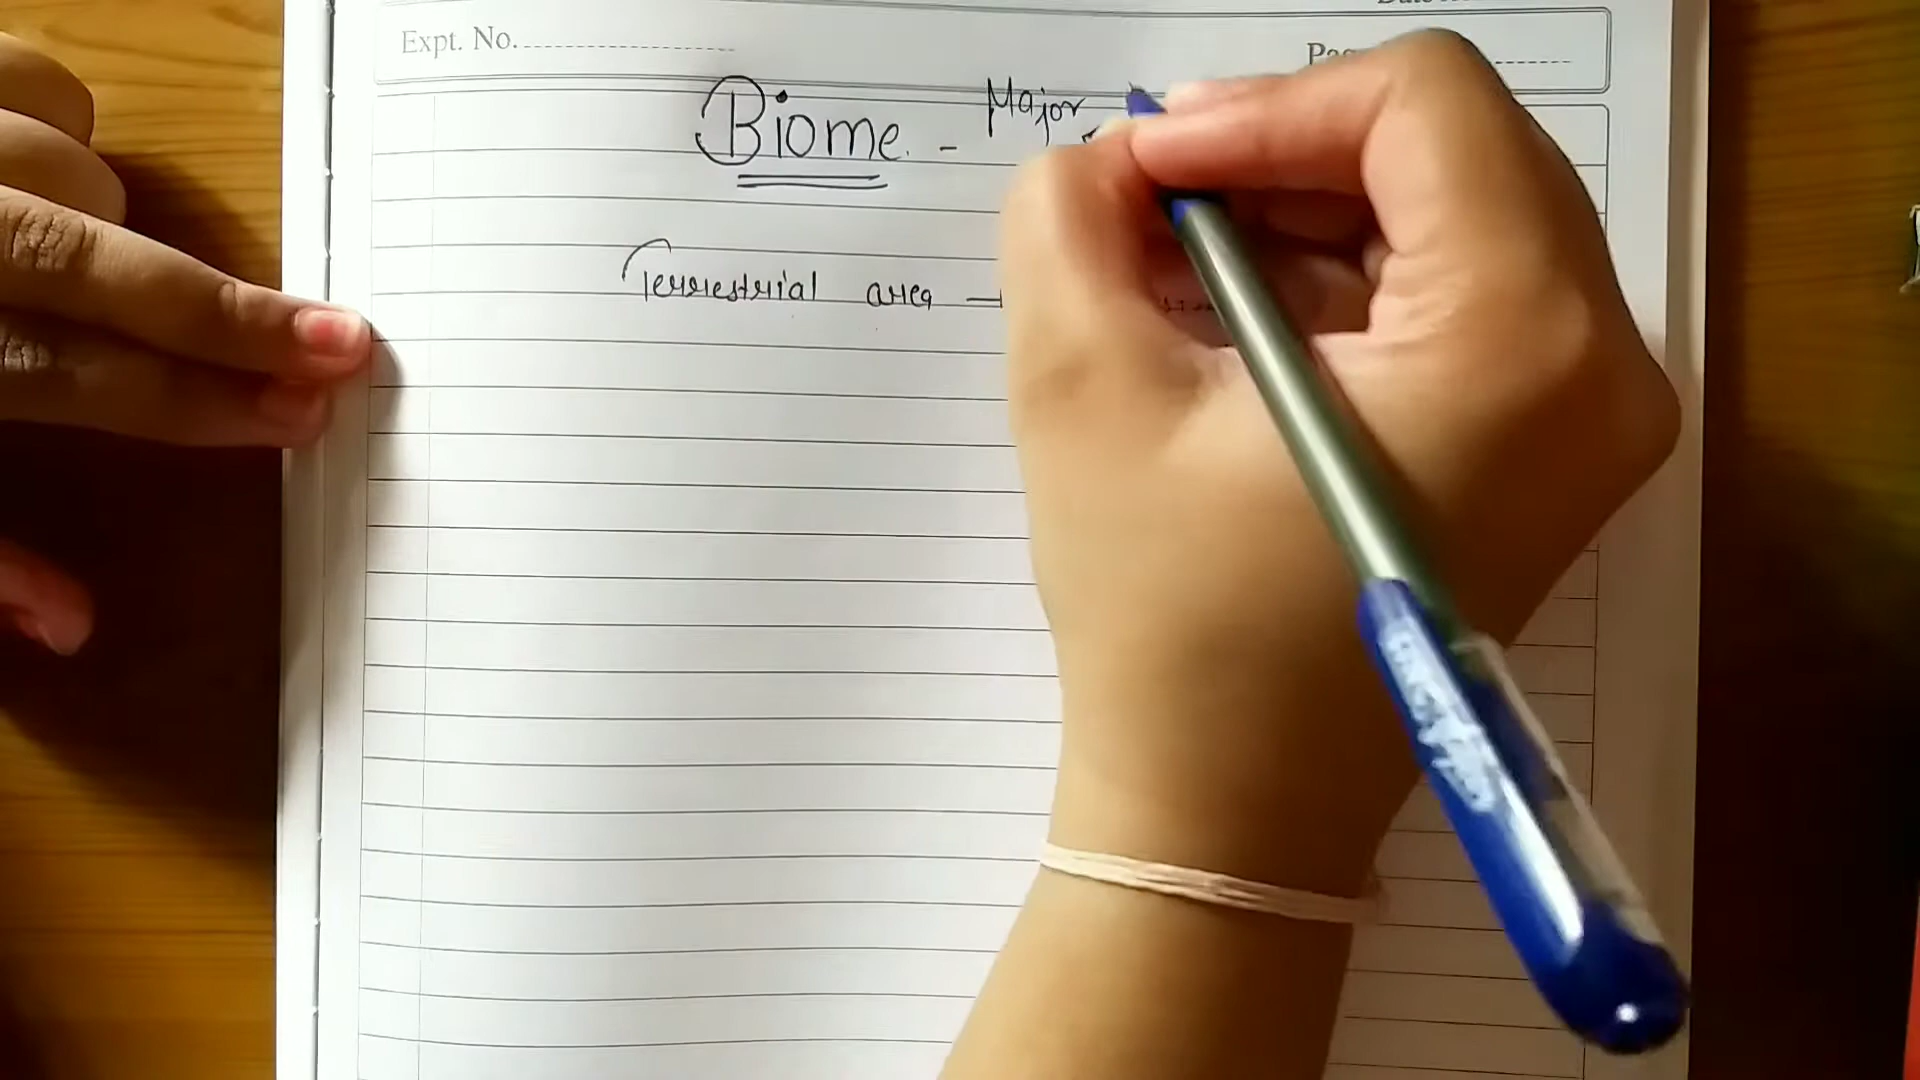 Expt. No.
Biome. - Major
Terrestrial area